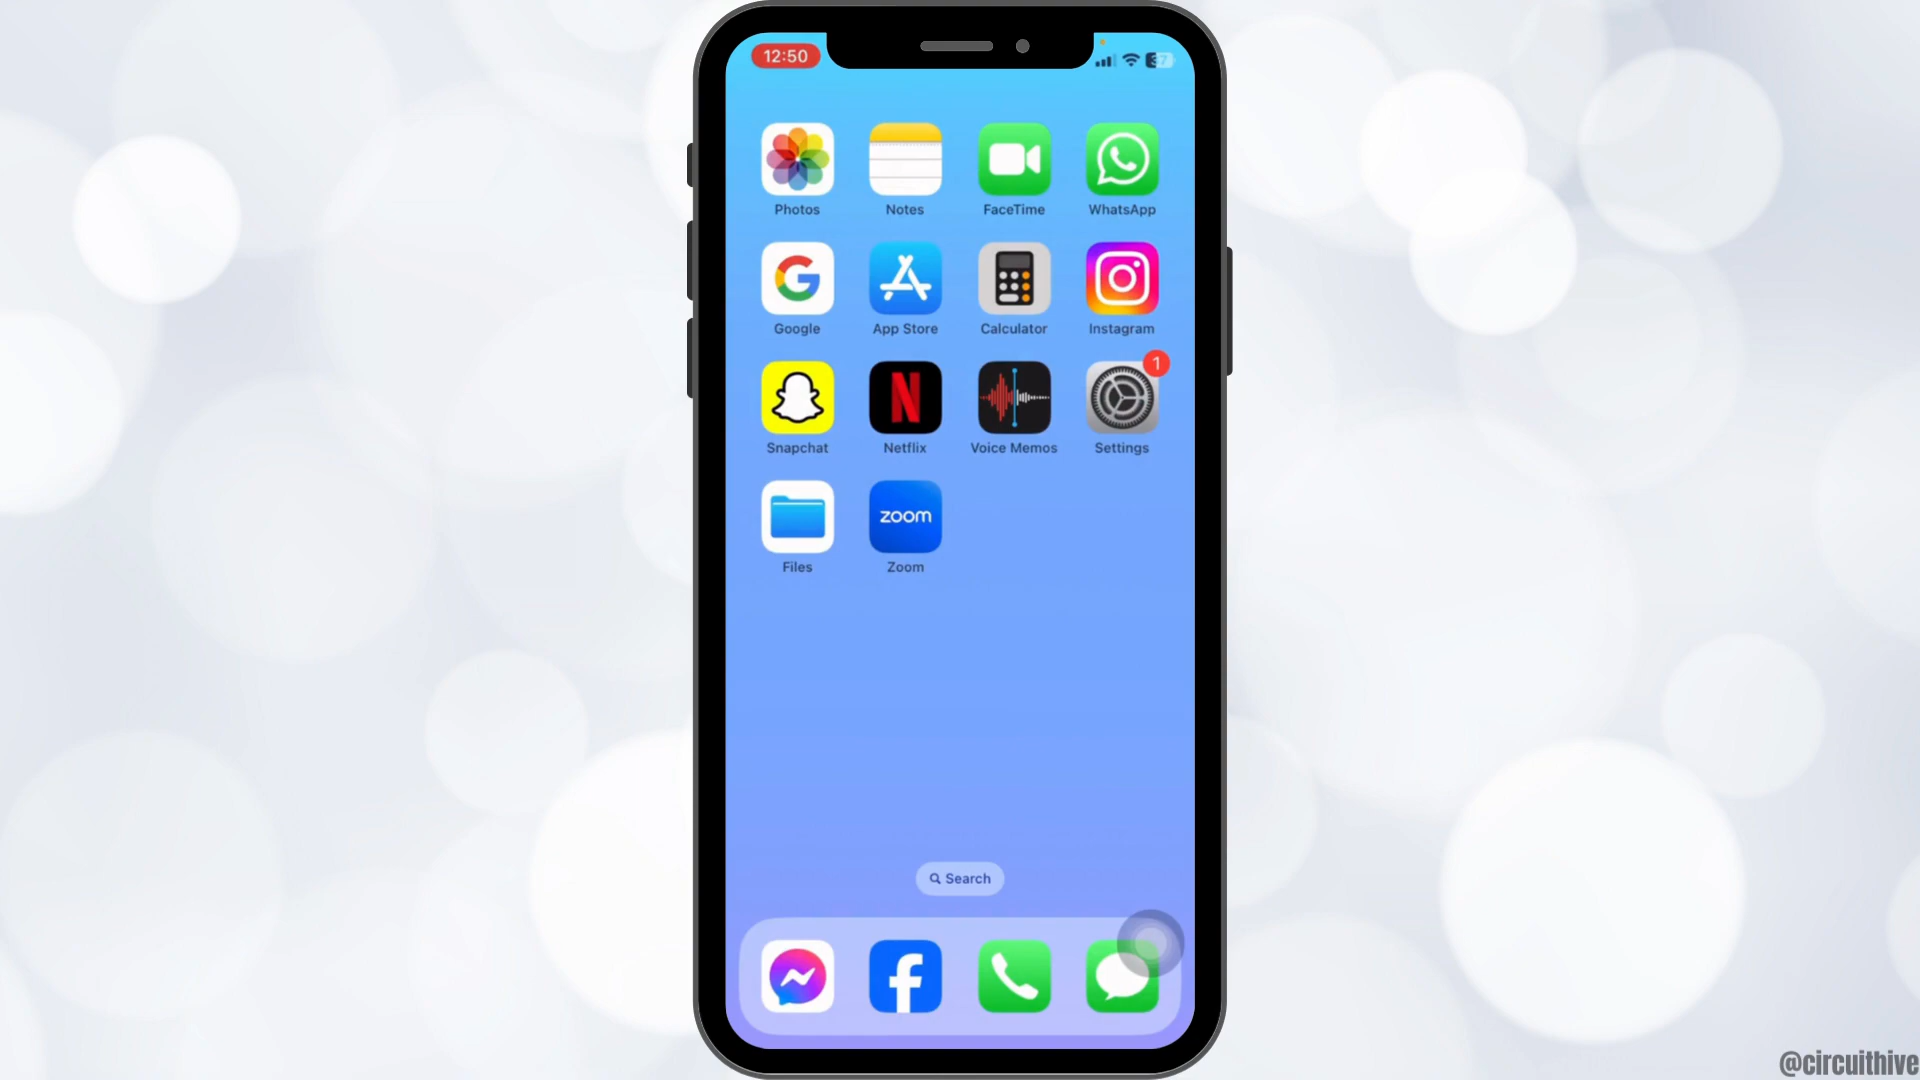 12:50
37
Photos Notes FaceTime WhatsApp
Google App Store Calculator Instagram
1
Snapchat Netflix Voice Memos Settings
zoom
Files Zoom
Search
@circuithive